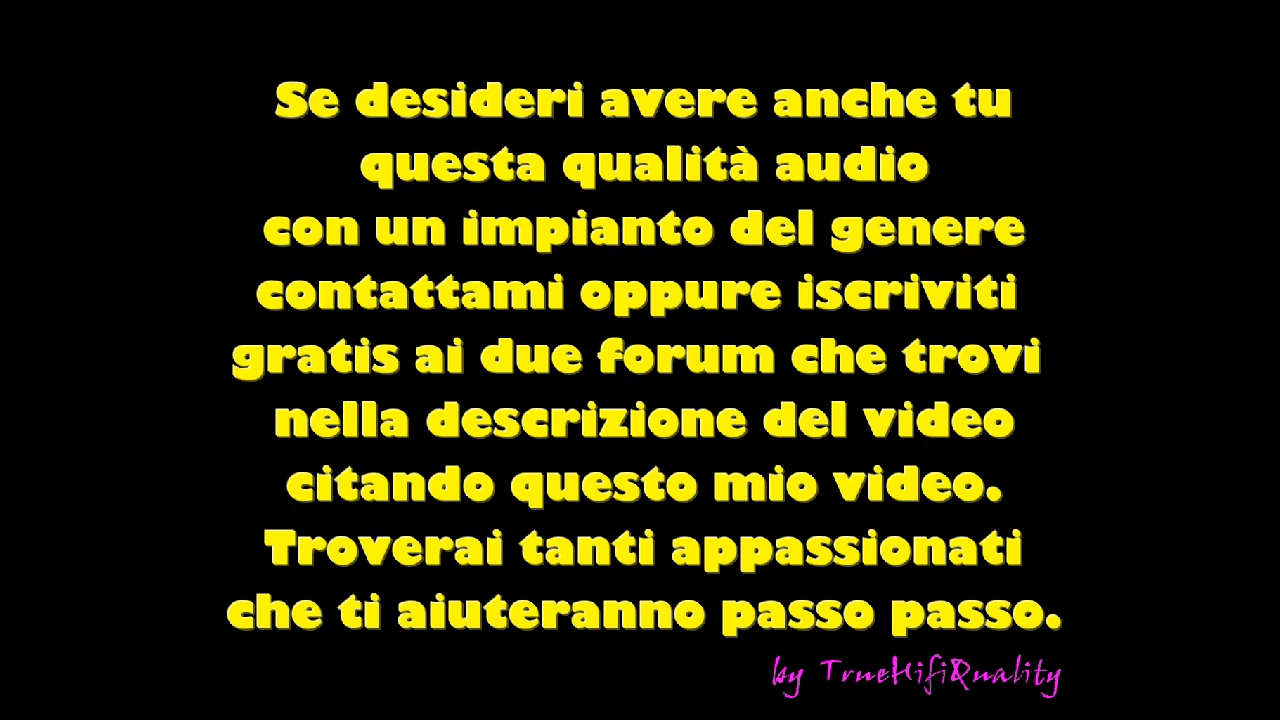 Se desideri avere anche tu
questa qualità audio
con un impianto del genere
contattami oppure iscriviti
gratis ai due forum che trovi
nella descrizione del video
citando questo mio video.
Troverai tanti appassionati
che ti aiuteranno passo passo.
by TrueHifiQuality